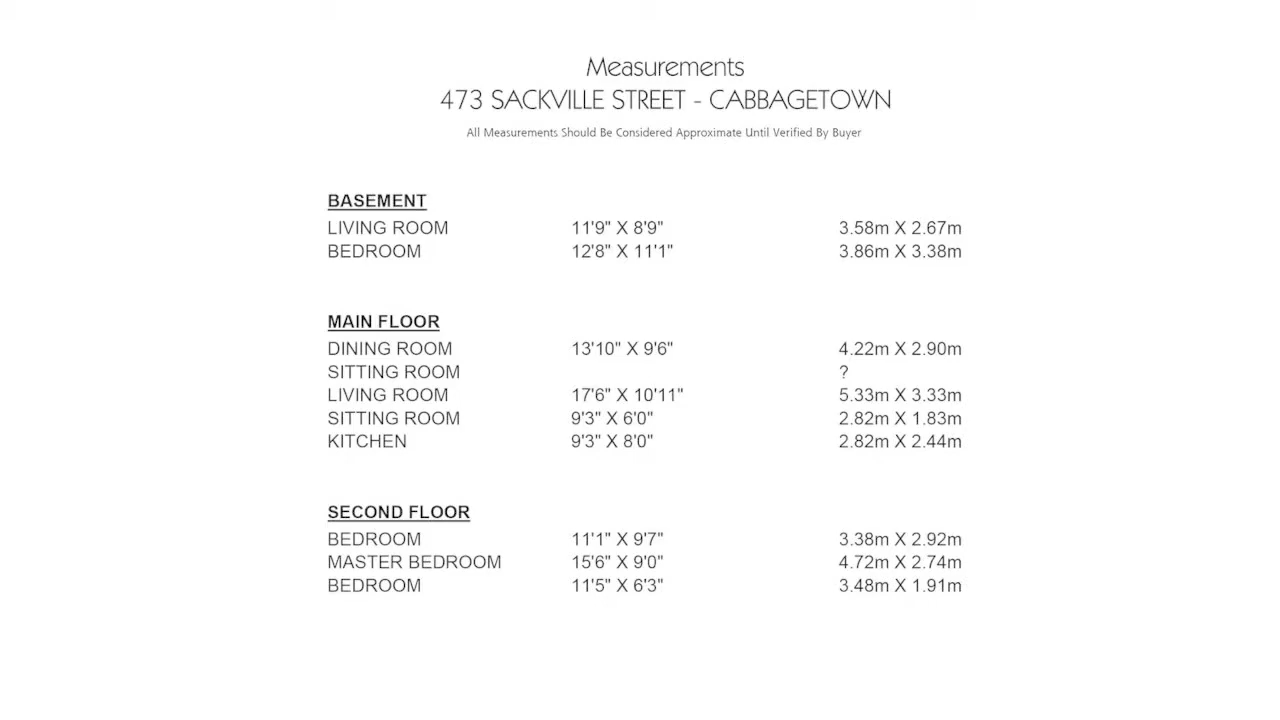 Measurements
473 SACKVILLE STREET - CABBAGETOWN
All Measurements Should Be Considered Approximate Until Verified By Buyer
BASEMENT
LIVING ROOM 11'9" X 8'9" 3.58m X 2.67m
BEDROOM 12'8" X 11'1" 3.86m X 3.38m
MAIN FLOOR
DINING ROOM 13'10" X 9'6" 4.22m X 2.90m
SITTING ROOM ?
LIVING ROOM 17'6" X 10'11" 5.33m X 3.33m
SITTING ROOM 9'3" X 6'0" 2.82m X 1.83m
KITCHEN 9'3" X 8'0" 2.82m X 2.44m
SECOND FLOOR
BEDROOM 11'1" X 9'7" 3.38m X 2.92m
MASTER BEDROOM 15'6" X 9'0" 4.72m X 2.74m
BEDROOM 11'5" X 6'3" 3.48m X 1.91m